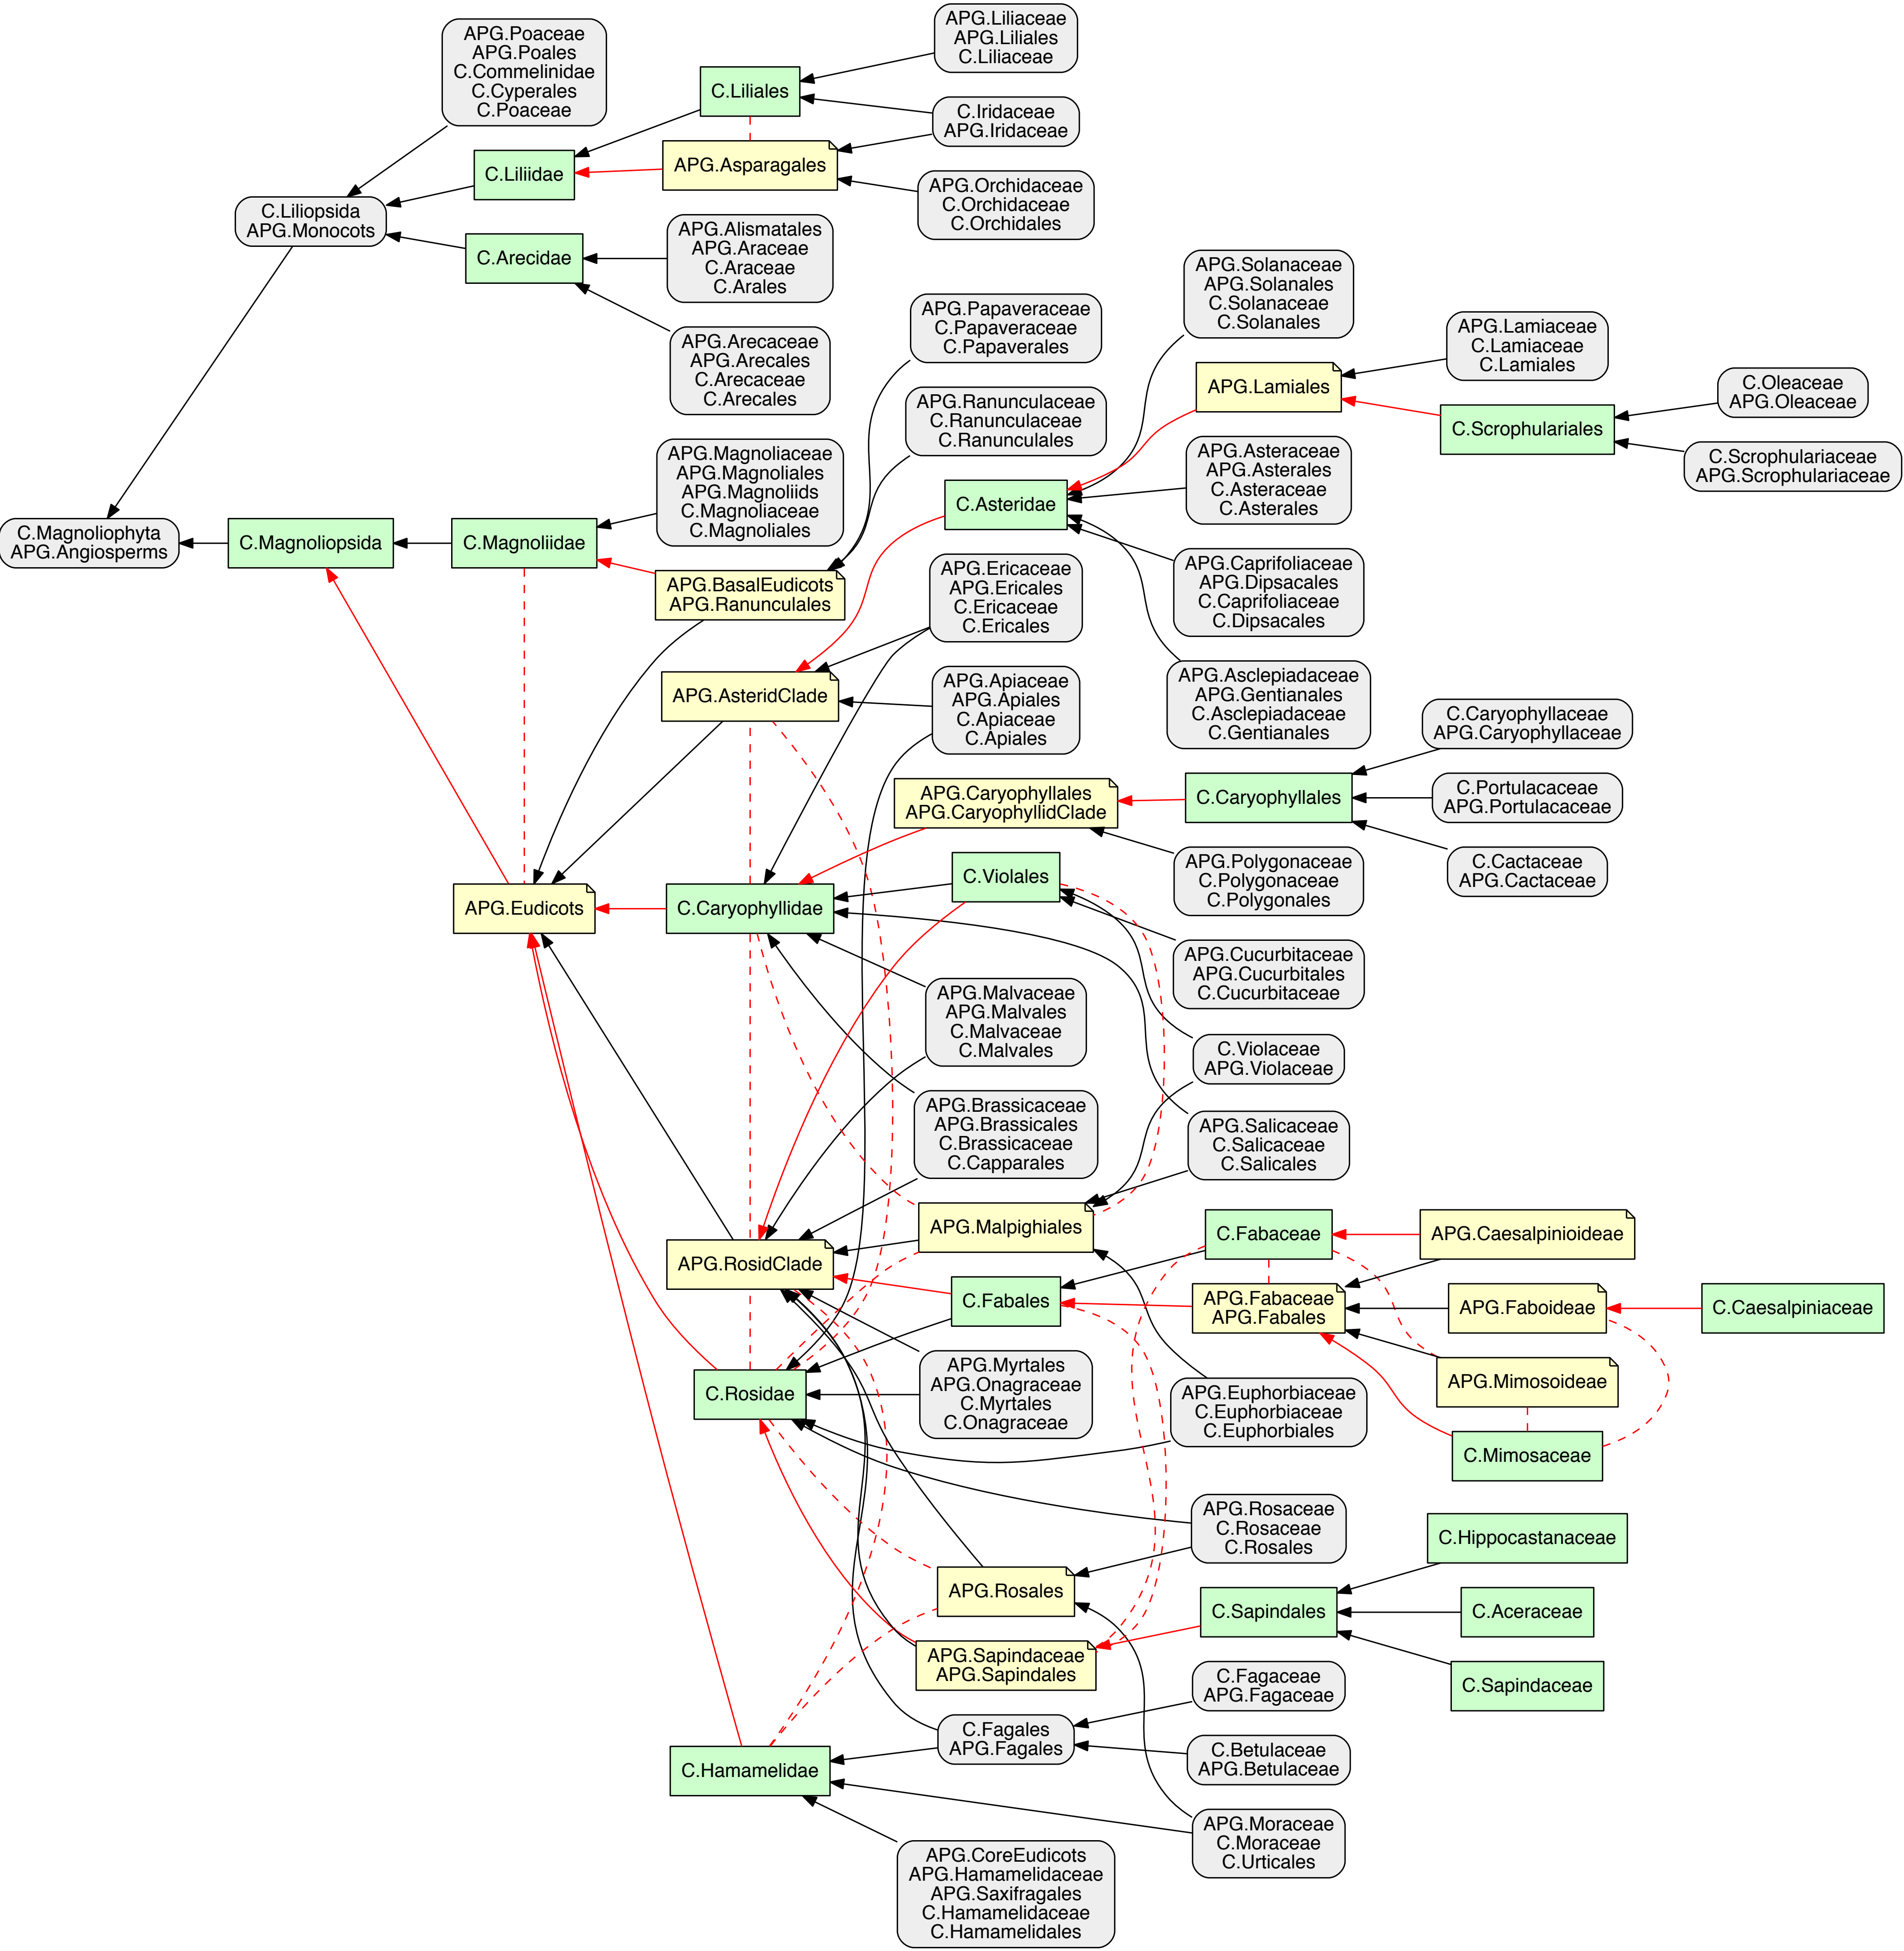 APG.Poaceae
APG.Poales
C.Commelinidae
C.Cyperales
C.Poaceae
C.Liliales
APG.Liliaceae
APG.Liliales
C.Liliaceae
C.Iridaceae
APG.Iridaceae
C.Liliidae
APG.Asparagales
APG.Orchidaceae
C.Orchidaceae
C.Orchidales
C.Liliopsida
APG.Monocots
C.Arecidae
APG.Alismatales
APG.Araceae
C.Araceae
C.Arales
APG.Arecaceae
APG.Arecales
C.Arecaceae
C.Arecales
APG.Papaveraceae
C.Papaveraceae
C.Papaverales
APG.Solanaceae
APG.Solanales
C.Solanaceae
C.Solanales
APG.Lamiaceae
C.Lamiaceae
C.Lamiales
APG.Lamiales
C.Oleaceae
APG.Oleaceae
C.Scrophulariales
C.Scrophulariaceae
APG.Scrophulariaceae
APG.Ranunculaceae
C.Ranunculaceae
C.Ranunculales
APG.Magnoliaceae
APG.Magnoliales
APG.Magnoliids
C.Magnoliaceae
C.Magnoliales
C.Asteridae
APG.Asteraceae
APG.Asterales
C.Asteraceae
C.Asterales
C.Magnoliophyta
APG.Angiosperms
C.Magnoliopsida
C.Magnoliidae
APG.BasalEudicots
APG.Ranunculales
APG.Ericaceae
APG.Ericales
C.Ericaceae
C.Ericales
APG.Caprifoliaceae
APG.Dipsacales
C.Caprifoliaceae
C.Dipsacales
APG.AsteridClade
APG.Apiaceae
APG.Apiales
C.Apiaceae
C.Apiales
APG.Asclepiadaceae
APG.Gentianales
C.Asclepiadaceae
C.Gentianales
C.Caryophyllaceae
APG.Caryophyllaceae
APG.Caryophyllales
APG.CaryophyllidClade
C.Caryophyllales
C.Portulacaceae
APG.Portulacaceae
C.Cactaceae
APG.Cactaceae
APG.Polygonaceae
C.Polygonaceae
C.Polygonales
C.Violales
APG.Eudicots
C.Caryophyllidae
APG.Cucurbitaceae
APG.Cucurbitales
C.Cucurbitaceae
APG.Malvaceae
APG.Malvales
C.Malvaceae
C.Malvales
C.Violaceae
APG.Violaceae
APG.Brassicaceae
APG.Brassicales
C.Brassicaceae
C.Capparales
APG.Salicaceae
C.Salicaceae
C.Salicales
APG.Malpighiales
APG.RosidClade
C.Fabaceae
APG.Caesalpinioideae
C.Fabales
APG.Fabaceae
APG.Fabales
APG.Faboideae
C.Caesalpiniaceae
C.Rosidae
APG.Myrtales
APG.Onagraceae
C.Myrtales
C.Onagraceae
APG.Euphorbiaceae
C.Euphorbiaceae
C.Euphorbiales
APG.Mimosoideae
C.Mimosaceae
APG.Rosaceae
C.Rosaceae
C.Rosales
C.Hippocastanaceae
APG.Rosales
C.Sapindales
C.Aceraceae
APG.Sapindaceae
APG.Sapindales
C.Sapindaceae
C.Fagaceae
APG.Fagaceae
C.Fagales
APG.Fagales
C.Betulaceae
APG.Betulaceae
C.Hamamelidae
APG.Moraceae
C.Moraceae
C.Urticales
APG.CoreEudicots
APG.Hamamelidaceae
APG.Saxifragales
C.Hamamelidaceae
C.Hamamelidales